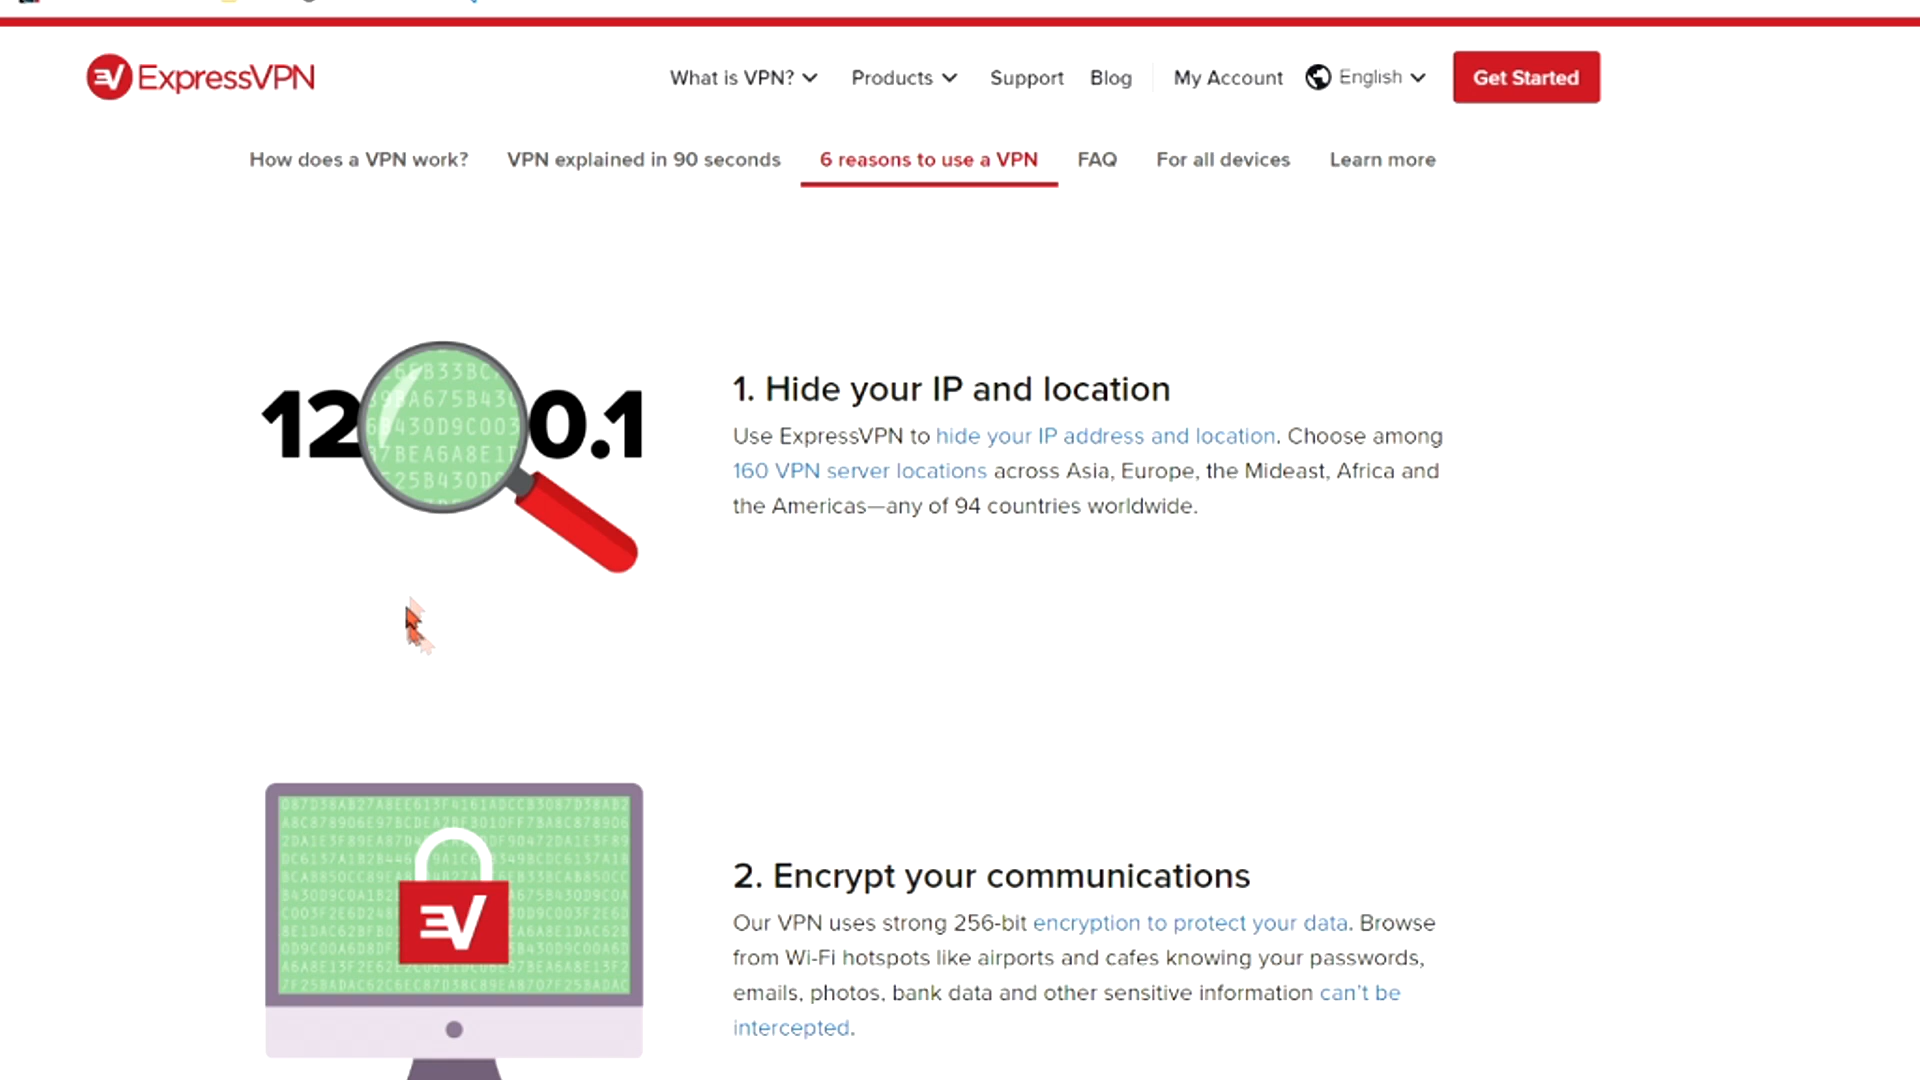 ExpressVPN
What is VPN? Products Support Blog My Account English Get Started
How does a VPN work? VPN explained in 90 seconds 6 reasons to use a VPN FAQ For all devices Learn more
12 0.1
1. Hide your IP and location
Use ExpressVPN to hide your IP address and location. Choose among
160 VPN server locations across Asia, Europe, the Mideast, Africa and
the Americas—any of 94 countries worldwide.
2. Encrypt your communications
Our VPN uses strong 256-bit encryption to protect your data. Browse
from Wi-Fi hotspots like airports and cafes knowing your passwords,
emails, photos, bank data and other sensitive information can't be
intercepted.